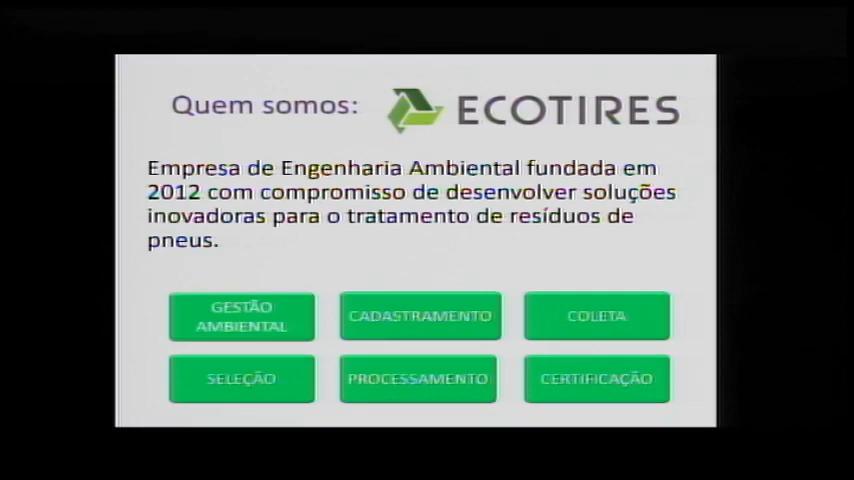 Quem somos:
ECOTIRES
Empresa de Engenharia Ambiental fundada em
2012 com compromisso de desenvolver soluções
inovadoras para o tratamento de resíduos de
pneus.
GESTÃO
AMBIENTAL
CADASTRAMENTO
COLETA
SELEÇÃO
PROCESSAMENTO
CERTIFICAÇÃO